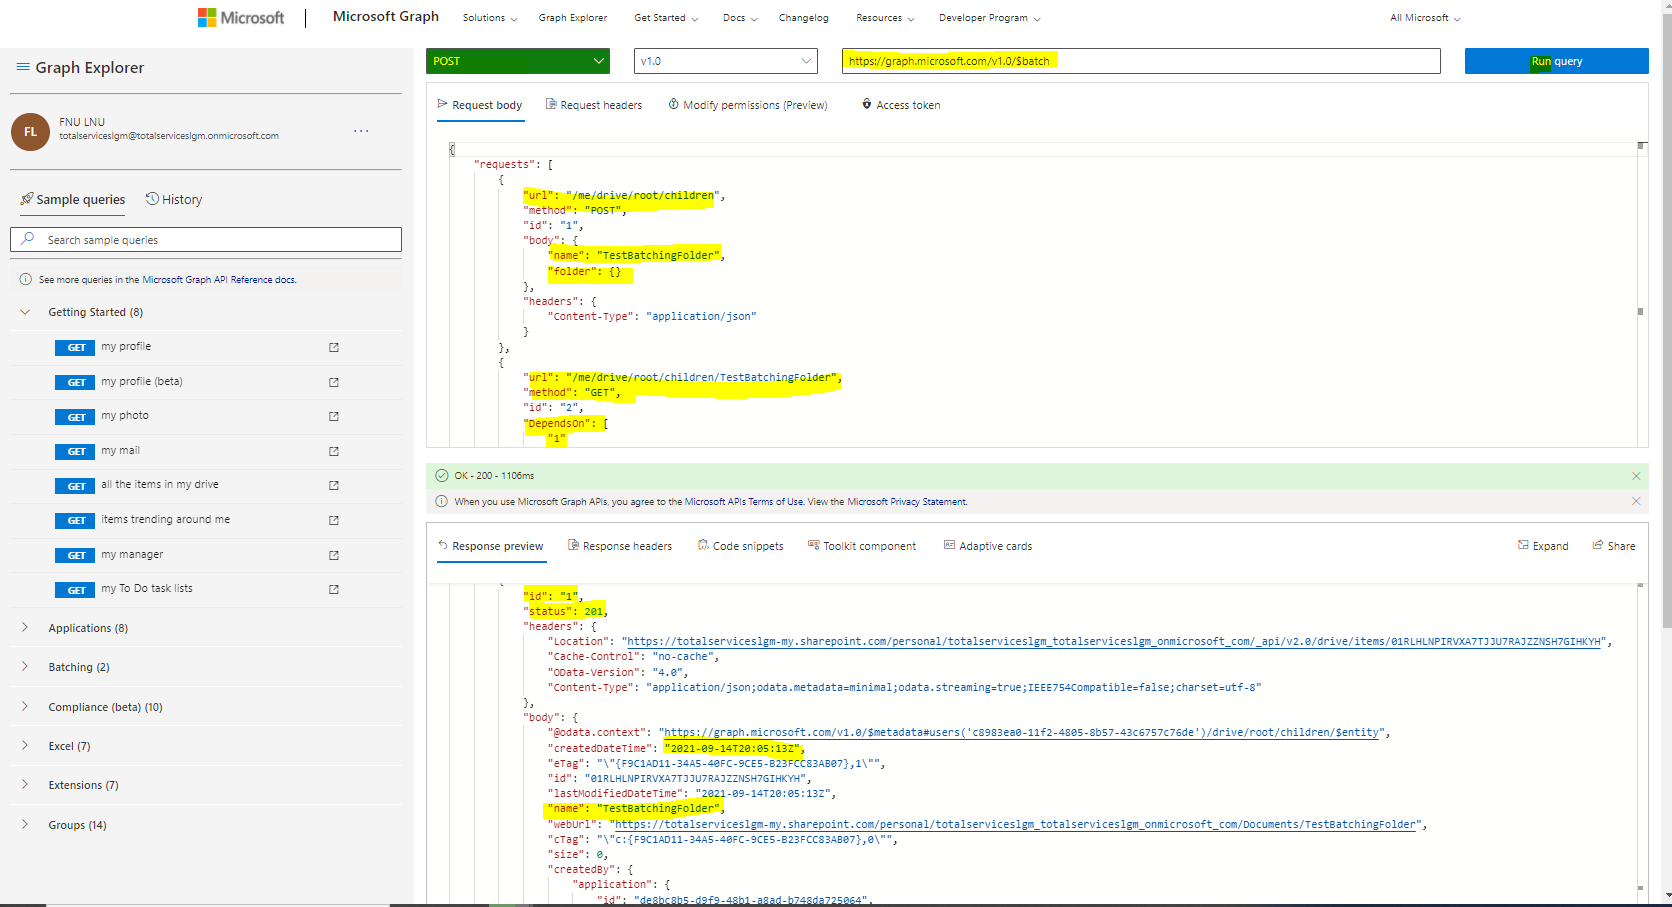 Microsoft
Microsoft Graph
Solutions
Graph Explorer
Get Started
Docs
Changelog
Resources
Developer Program
All Microsoft
Graph Explorer
FL
FNU LNU
totalserviceslgm@totalserviceslgm.onmicrosoft.com
...
Sample queries
History
Search sample queries
See more queries in the Microsoft Graph API Reference docs.
Getting Started (8)
GET my profile
GET my profile (beta)
GET my photo
GET my mail
GET all the items in my drive
GET items trending around me
GET my manager
GET my To Do task lists
Applications (8)
Batching (2)
Compliance (beta) (10)
Excel (7)
Extensions (7)
Groups (14)
POST
v1.0
https://graph.microsoft.com/v1.0/$batch
Run query
Request body
Request headers
Modify permissions (Preview)
Access token
{
"requests": [
{
"url": "/me/drive/root/children",
"method": "POST",
"id": "1",
"body": {
"name": "TestBatchingFolder",
"folder": {}
},
"headers": {
"Content-Type": "application/json"
}
},
{
"url": "/me/drive/root/children/TestBatchingFolder",
"method": "GET",
"id": "2",
"DependsOn": [
"1"
OK - 200 - 1106ms
When you use Microsoft Graph APIs, you agree to the Microsoft APIs Terms of Use. View the Microsoft Privacy Statement.
Response preview
Response headers
Code snippets
Toolkit component
Adaptive cards
Expand
Share
"id": "1",
"status": 201,
"headers": {
"Location": "https://totalserviceslgm-my.sharepoint.com/personal/totalserviceslgm_totalserviceslgm_onmicrosoft_com/_api/v2.0/drive/items/01RLHLNPIRVXA7TJJU7RAJZZNSH7GIHKYH",
"Cache-Control": "no-cache",
"OData-Version": "4.0",
"Content-Type": "application/json;odata.metadata=minimal;odata.streaming=true;IEEE754Compatible=false;charset=utf-8"
},
"body": {
"@odata.context": "https://graph.microsoft.com/v1.0/$metadata#users('c8983ea0-11f2-4805-8b57-43c6757c76de')/drive/root/children/$entity",
"createdDateTime": "2021-09-14T20:05:13Z",
"eTag": "\"{F9C1AD11-34A5-40FC-9CE5-B23FCC83AB07},1\"",
"id": "01RLHLNPIRVXA7TJJU7RAJZZNSH7GIHKYH",
"lastModifiedDateTime": "2021-09-14T20:05:13Z",
"name": "TestBatchingFolder",
"webUrl": "https://totalserviceslgm-my.sharepoint.com/personal/totalserviceslgm_totalserviceslgm_onmicrosoft_com/Documents/TestBatchingFolder",
"cTag": "\"c:{F9C1AD11-34A5-40FC-9CE5-B23FCC83AB07},0\"",
"size": 0,
"createdBy": {
"application": {
"id": "de8bc8b5-d9f9-48b1-a8ad-b748da725064",